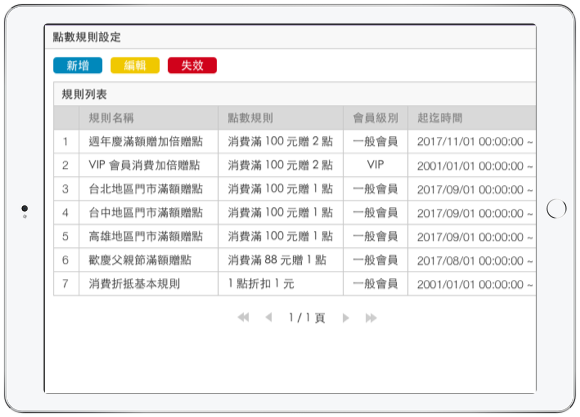 點數規則設定
新增 編輯 失效
規則列表
規則名稱 點數規則 會員級別 起迄時間
1 週年慶滿額贈加倍贈點 消費滿 100 元贈 2 點 一般會員 2017/11/01 00:00:00 ~
2 VIP 會員消費加倍贈點 消費滿 100 元贈 2 點 VIP 2001/01/01 00:00:00 ~
3 台北地區門市滿額贈點 消費滿 100 元贈 1 點 一般會員 2017/09/01 00:00:00 ~
4 台中地區門市滿額贈點 消費滿 100 元贈 1 點 一般會員 2017/09/01 00:00:00 ~
5 高雄地區門市滿額贈點 消費滿 100 元贈 1 點 一般會員 2017/09/01 00:00:00 ~
6 歡慶父親節滿額贈點 消費滿 88 元贈 1 點 一般會員 2017/08/01 00:00:00 ~
7 消費折抵基本規則 1 點折扣 1 元 一般會員 2001/01/01 00:00:00 ~
1 / 1 頁